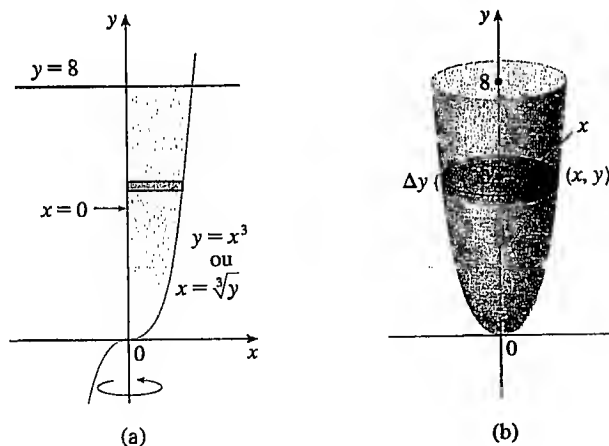 y
y = 8
x = 0
y = x³
ou
x = ∛y
0
x
(a)
y
8
x
Δy {
(x, y)
0
(b)